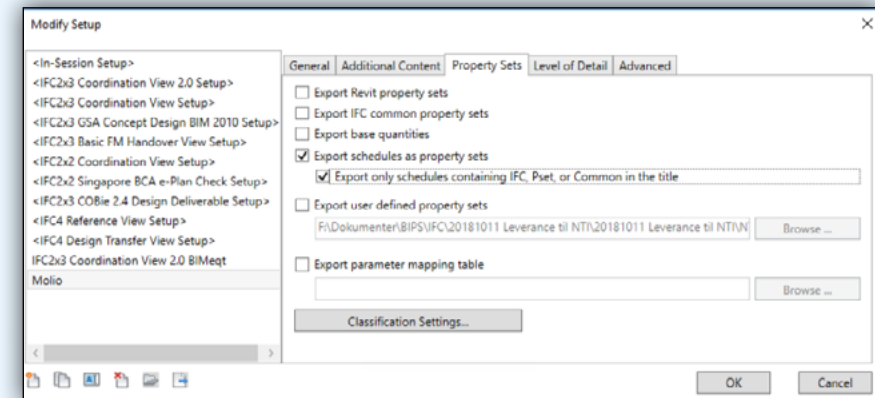 Modify Setup
<In-Session Setup>
<IFC2x3 Coordination View 2.0 Setup>
<IFC2x3 Coordination View Setup>
<IFC2x3 GSA Concept Design BIM 2010 Setup>
<IFC2x3 Basic FM Handover View Setup>
<IFC2x2 Coordination View Setup>
<IFC2x2 Singapore BCA e-Plan Check Setup>
<IFC2x3 COBie 2.4 Design Deliverable Setup>
<IFC4 Reference View Setup>
<IFC4 Design Transfer View Setup>
IFC2x3 Coordination View 2.0 BIMeqt
Molio
General Additional Content Property Sets Level of Detail Advanced
Export Revit property sets
Export IFC common property sets
Export base quantities
Export schedules as property sets
Export only schedules containing IFC, Pset, or Common in the title
Export user defined property sets
F:\Dokumenter\BIPS\IFC\20181011 Leverance til NTI\20181011 Leverance til NTI\N
Browse ...
Export parameter mapping table
Browse ...
Classification Settings...
OK Cancel